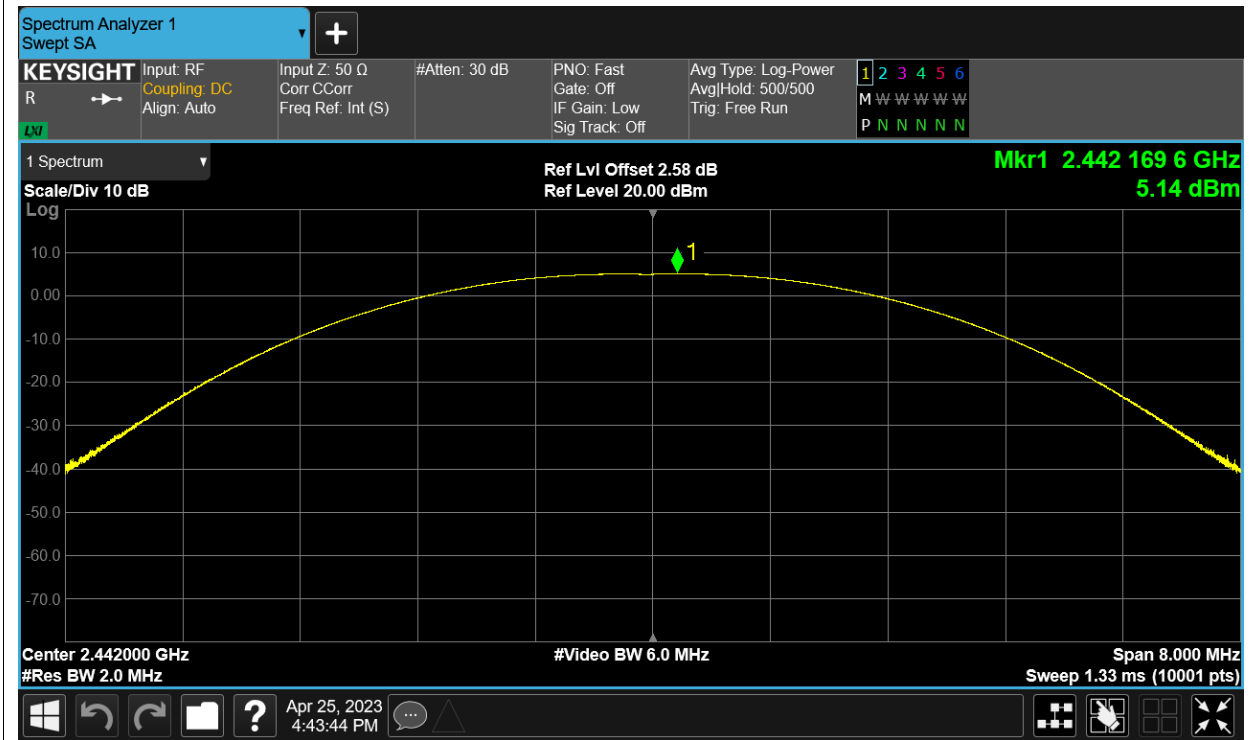 Spectrum Analyzer 1
Swept SA
KEYSIGHT
R
LXI
Input: RF
Coupling: DC
Align: Auto
Input Z: 50 Ω
Corr CCorr
Freq Ref: Int (S)
#Atten: 30 dB
PNO: Fast
Gate: Off
IF Gain: Low
Sig Track: Off
Avg Type: Log-Power
Avg|Hold: 500/500
Trig: Free Run
1 2 3 4 5 6
M W W W W W
P N N N N N
1 Spectrum
Scale/Div 10 dB
Log
Ref Lvl Offset 2.58 dB
Ref Level 20.00 dBm
Mkr1 2.442 169 6 GHz
5.14 dBm
1
10.0
0.00
-10.0
-20.0
-30.0
-40.0
-50.0
-60.0
-70.0
Center 2.442000 GHz
#Res BW 2.0 MHz
#Video BW 6.0 MHz
Span 8.000 MHz
Sweep 1.33 ms (10001 pts)
?
Apr 25, 2023
4:43:44 PM